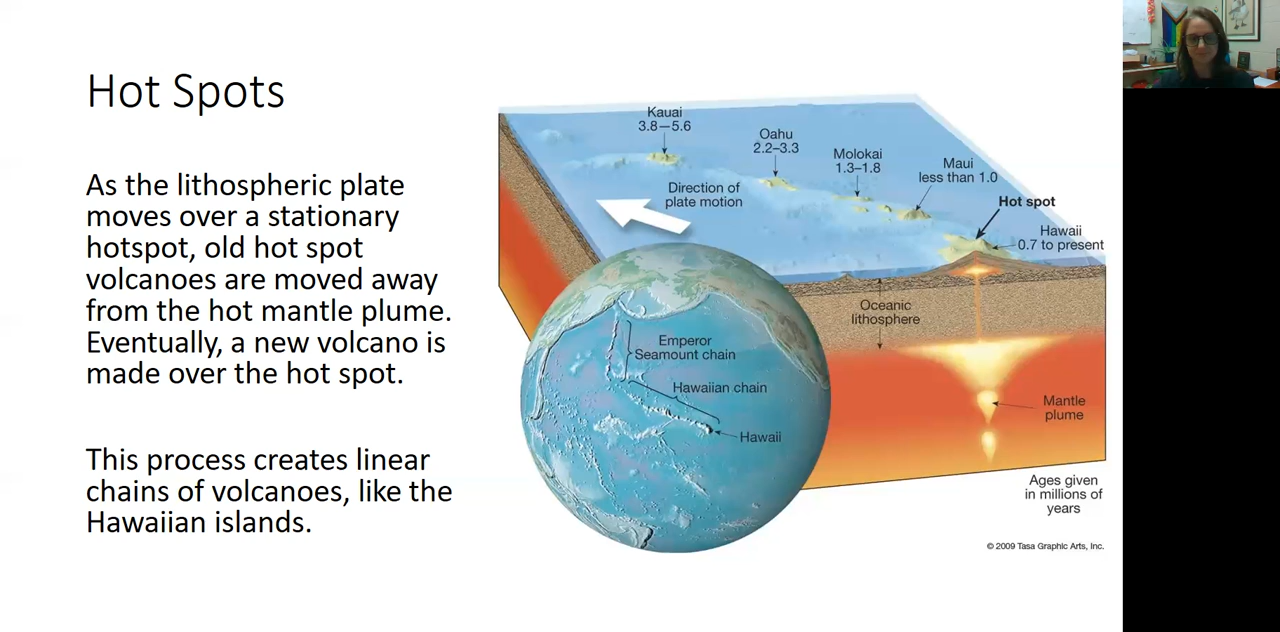 Hot Spots
As the lithospheric plate
moves over a stationary
hotspot, old hot spot
volcanoes are moved away
from the hot mantle plume.
Eventually, a new volcano is
made over the hot spot.
This process creates linear
chains of volcanoes, like the
Hawaiian islands.
Kauai
3.8–5.6
Oahu
2.2–3.3
Molokai
1.3–1.8
Maui
less than 1.0
Direction of
plate motion
Hot spot
Hawaii
0.7 to present
Oceanic
lithosphere
Emperor
Seamount chain
Hawaiian chain
Hawaii
Mantle
plume
Ages given
in millions of
years
© 2009 Tasa Graphic Arts, Inc.